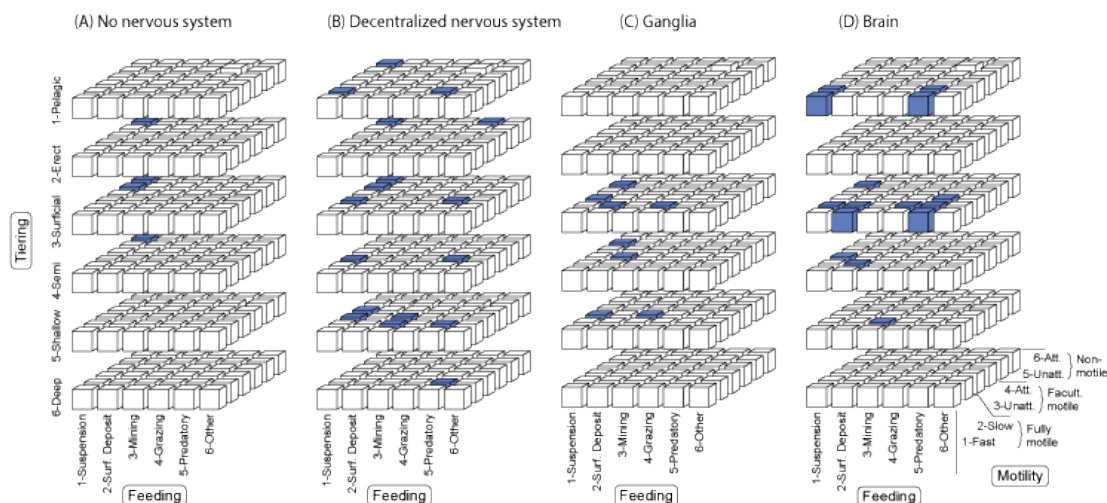 (A) No nervous system
(B) Decentralized nervous system
(C) Ganglia
(D) Brain
Tiering
1-Pelagic
2-Erect
3-Surficial
4-Semi
5-Shallow
6-Deep
1-Suspension
2-Surf. Deposit
3-Mining
4-Grazing
5-Predatory
6-Other
Feeding
1-Suspension
2-Surf. Deposit
3-Mining
4-Grazing
5-Predatory
6-Other
Feeding
1-Suspension
2-Surf. Deposit
3-Mining
4-Grazing
5-Predatory
6-Other
Feeding
1-Suspension
2-Surf. Deposit
3-Mining
4-Grazing
5-Predatory
6-Other
Feeding
6-Att.
5-Unatt.
Non-
motile
4-Att.
3-Unatt.
Facult.
motile
2-Slow
1-Fast
Fully
motile
Motility